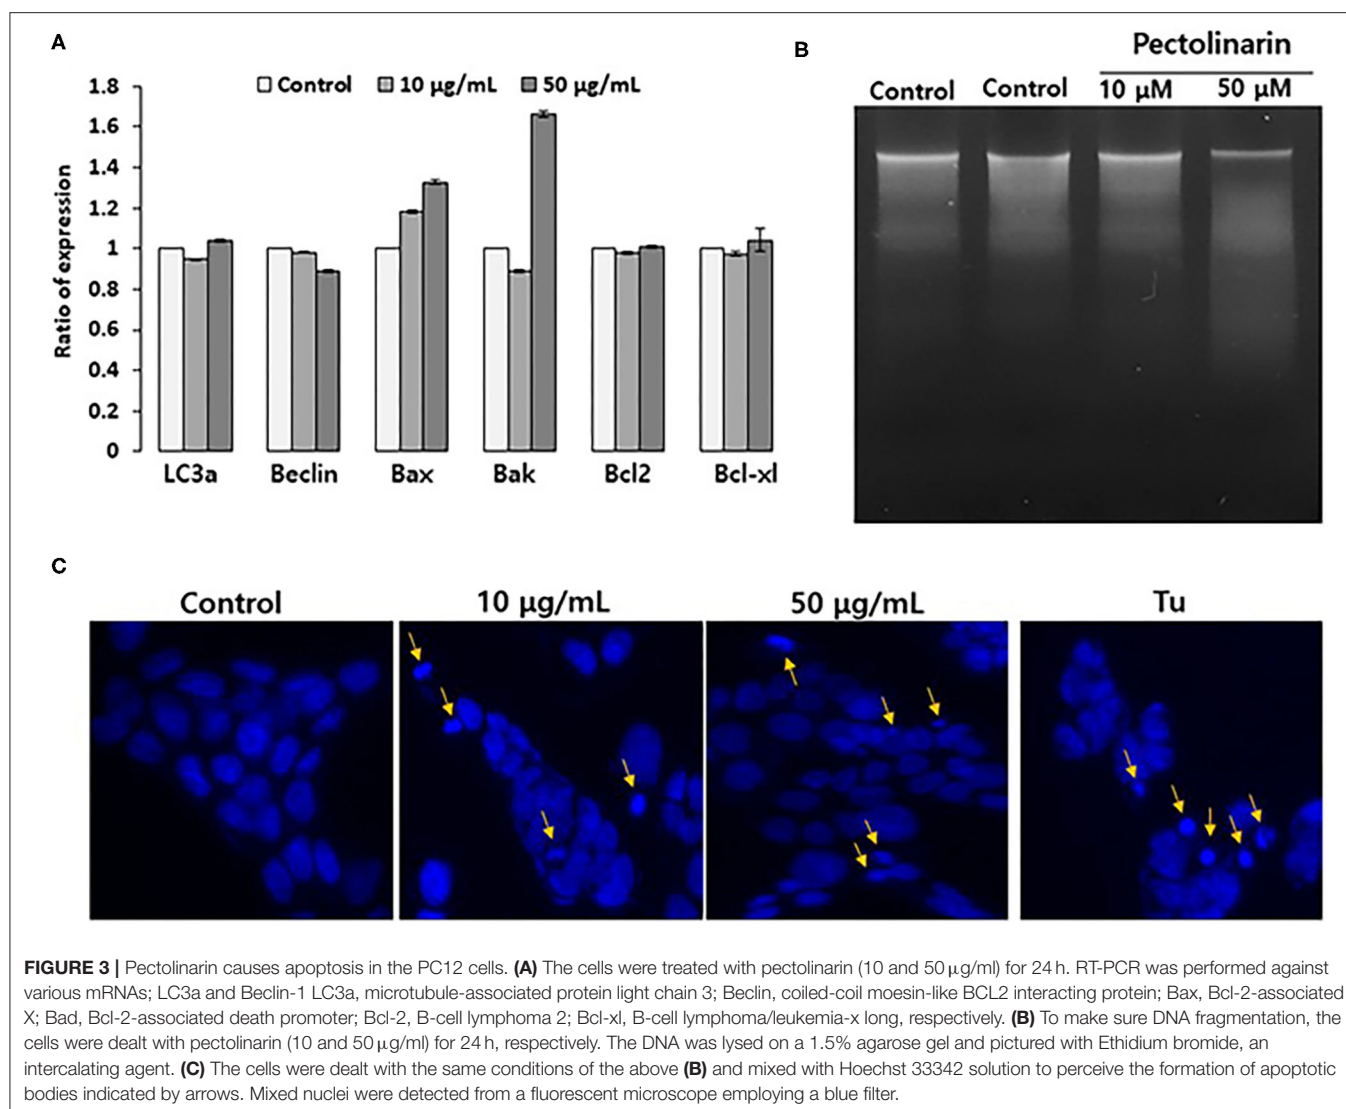 A
Control 10 µg/mL 50 µg/mL
Ratio of expression
1.8
1.6
1.4
1.2
1
0.8
0.6
0.4
0.2
0
LC3a Beclin Bax Bak Bcl2 Bcl-xl
B
Pectolinarin
Control Control 10 µM 50 µM
C
Control 10 µg/mL 50 µg/mL Tu
FIGURE 3 | Pectolinarin causes apoptosis in the PC12 cells. (A) The cells were treated with pectolinarin (10 and 50 µg/ml) for 24 h. RT-PCR was performed against
various mRNAs; LC3a and Beclin-1 LC3a, microtubule-associated protein light chain 3; Beclin, coiled-coil moesin-like BCL2 interacting protein; Bax, Bcl-2-associated
X; Bad, Bcl-2-associated death promoter; Bcl-2, B-cell lymphoma 2; Bcl-xl, B-cell lymphoma/leukemia-x long, respectively. (B) To make sure DNA fragmentation, the
cells were dealt with pectolinarin (10 and 50 µg/ml) for 24 h, respectively. The DNA was lysed on a 1.5% agarose gel and pictured with Ethidium bromide, an
intercalating agent. (C) The cells were dealt with the same conditions of the above (B) and mixed with Hoechst 33342 solution to perceive the formation of apoptotic
bodies indicated by arrows. Mixed nuclei were detected from a fluorescent microscope employing a blue filter.